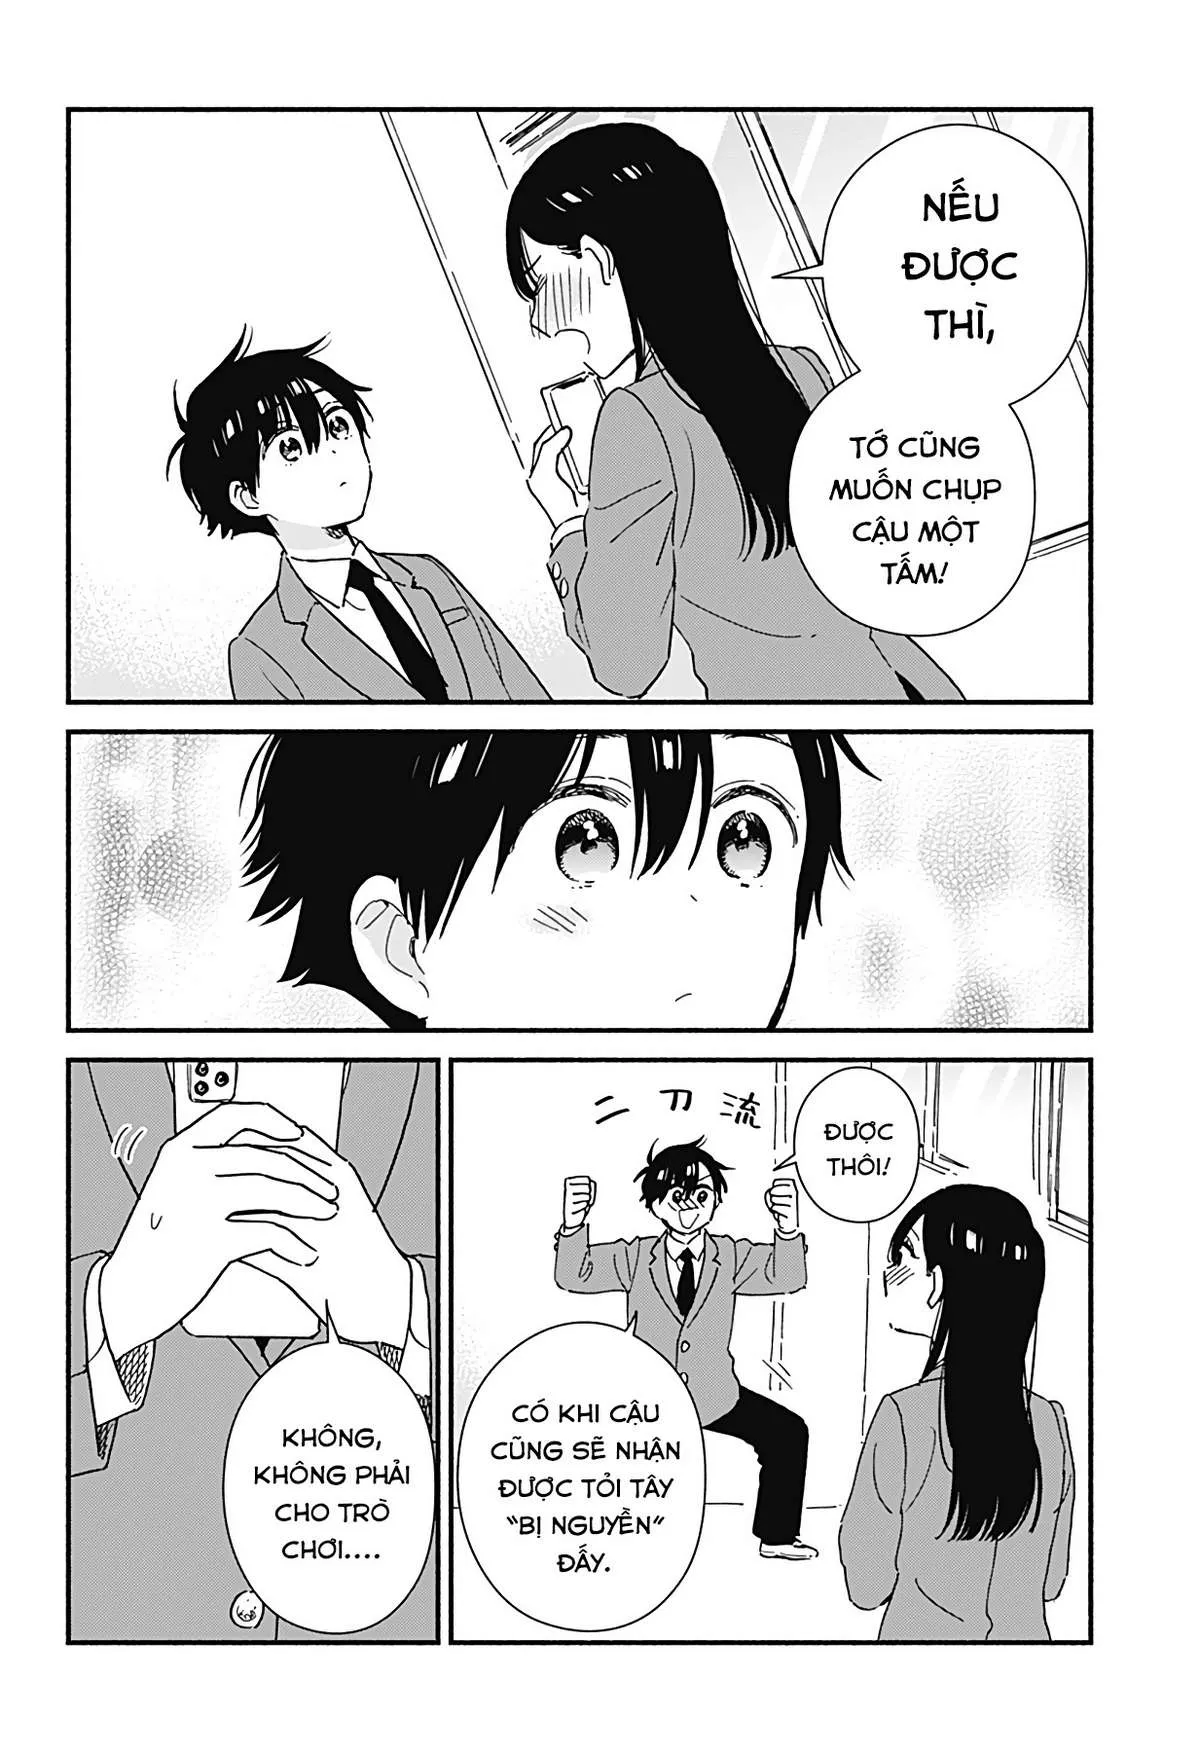 NẾU
ĐƯỢC
THÌ,
TỚ CŨNG
MUỐN CHỤP
CẬU MỘT
TẤM!
ĐƯỢC
THÔI!
二刀流
CÓ KHI CẬU
CŨNG SẼ NHẬN
ĐƯỢC TỎI TÂY
“BỊ NGUYỀN”
ĐẤY.
KHÔNG,
KHÔNG PHẢI
CHO TRÒ
CHƠI....